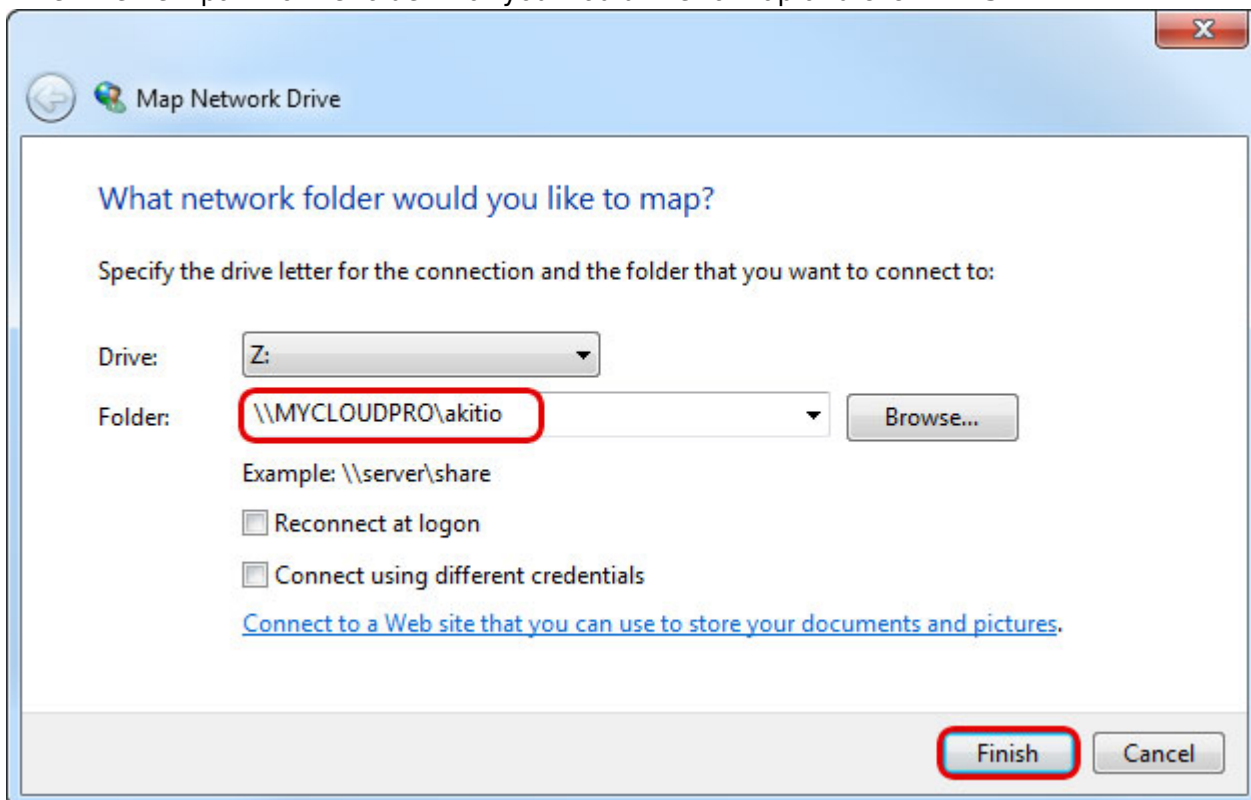 Map Network Drive
What network folder would you like to map?
Specify the drive letter for the connection and the folder that you want to connect to:
Drive: Z:
Folder: \\MYCLOUDPRO\akitio Browse...
Example: \\server\share
Reconnect at logon
Connect using different credentials
Connect to a Web site that you can use to store your documents and pictures.
Finish Cancel